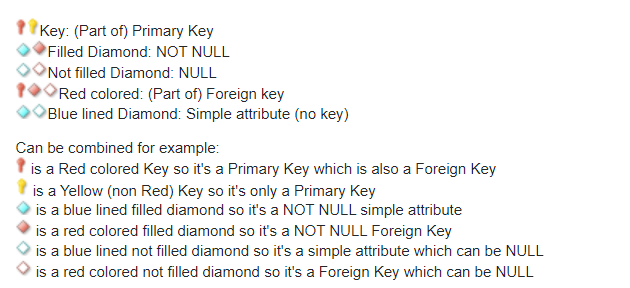 Key: (Part of) Primary Key
Filled Diamond: NOT NULL
Not filled Diamond: NULL
Red colored: (Part of) Foreign key
Blue lined Diamond: Simple attribute (no key)
Can be combined for example:
is a Red colored Key so it's a Primary Key which is also a Foreign Key
is a Yellow (non Red) Key so it's only a Primary Key
is a blue lined filled diamond so it's a NOT NULL simple attribute
is a red colored filled diamond so it's a NOT NULL Foreign Key
is a blue lined not filled diamond so it's a simple attribute which can be NULL
is a red colored not filled diamond so it's a Foreign Key which can be NULL